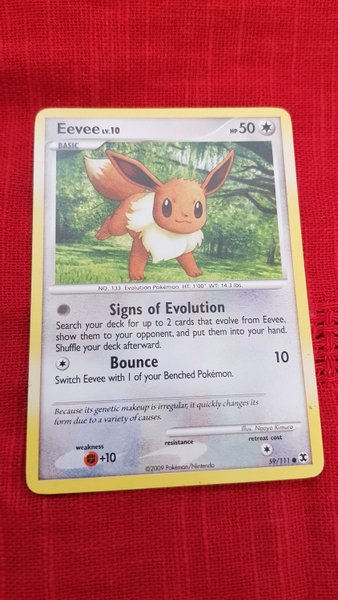 Eevee LV.10 HP 50
BASIC
NO. 133 Evolution Pokémon HT: 1'00" WT: 14.3 lbs.
Signs of Evolution
Search your deck for up to 2 cards that evolve from Eevee,
show them to your opponent, and put them into your hand.
Shuffle your deck afterward.
Bounce 10
Switch Eevee with 1 of your Benched Pokémon.
Because its genetic makeup is irregular, it quickly changes its
form due to a variety of causes.
Illus. Naoyo Kimura
weakness resistance retreat cost
+10
©2009 Pokémon/Nintendo 59/111